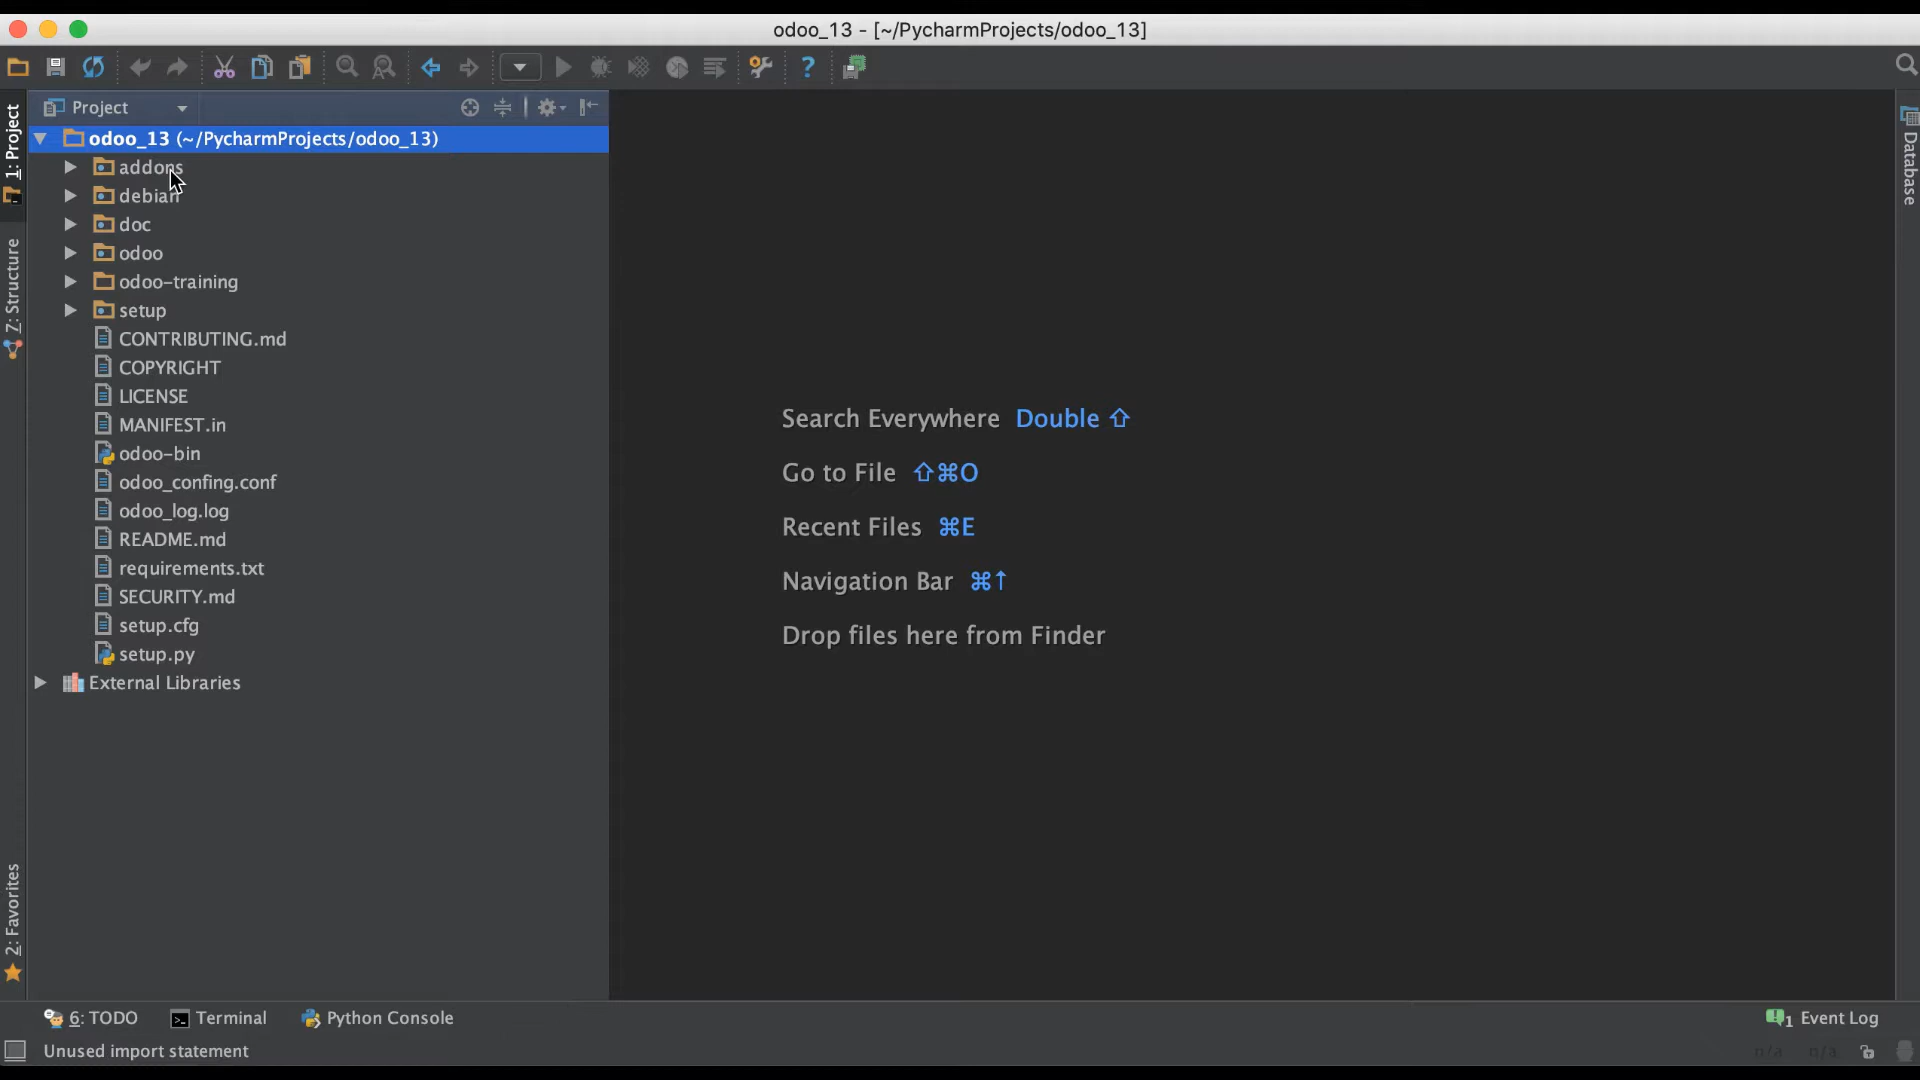 odoo_13 - [~/PycharmProjects/odoo_13]
Project
1: Project
odoo_13 (~/PycharmProjects/odoo_13)
addons
debian
doc
odoo
odoo-training
setup
CONTRIBUTING.md
COPYRIGHT
LICENSE
MANIFEST.in
odoo-bin
odoo_confing.conf
odoo_log.log
README.md
requirements.txt
SECURITY.md
setup.cfg
setup.py
External Libraries
Z: Structure
2: Favorites
Search Everywhere Double ⇧
Go to File ⇧⌘O
Recent Files ⌘E
Navigation Bar ⌘↑
Drop files here from Finder
Database
6: TODO
Terminal
Python Console
1 Event Log
Unused import statement
n/a n/a